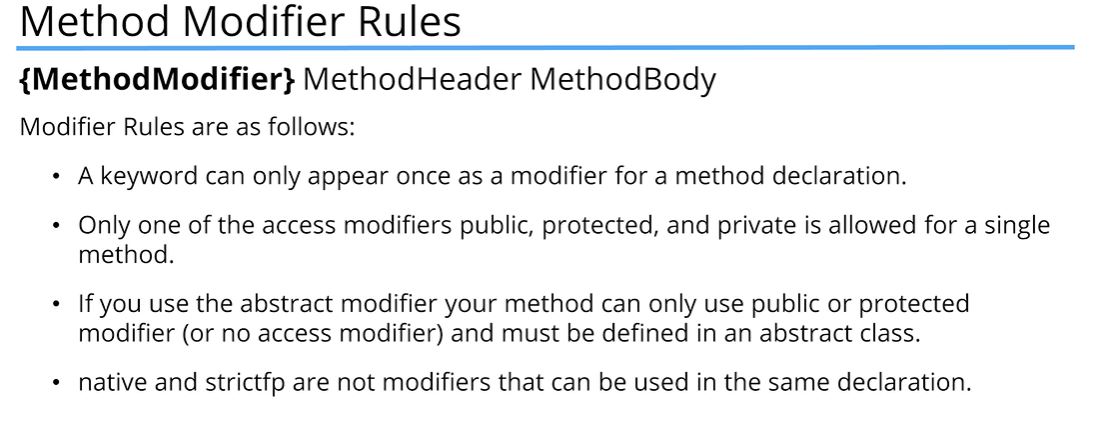 Method Modifier Rules
{MethodModifier} MethodHeader MethodBody
Modifier Rules are as follows:
• A keyword can only appear once as a modifier for a method declaration.
• Only one of the access modifiers public, protected, and private is allowed for a single
method.
• If you use the abstract modifier your method can only use public or protected
modifier (or no access modifier) and must be defined in an abstract class.
• native and strictfp are not modifiers that can be used in the same declaration.